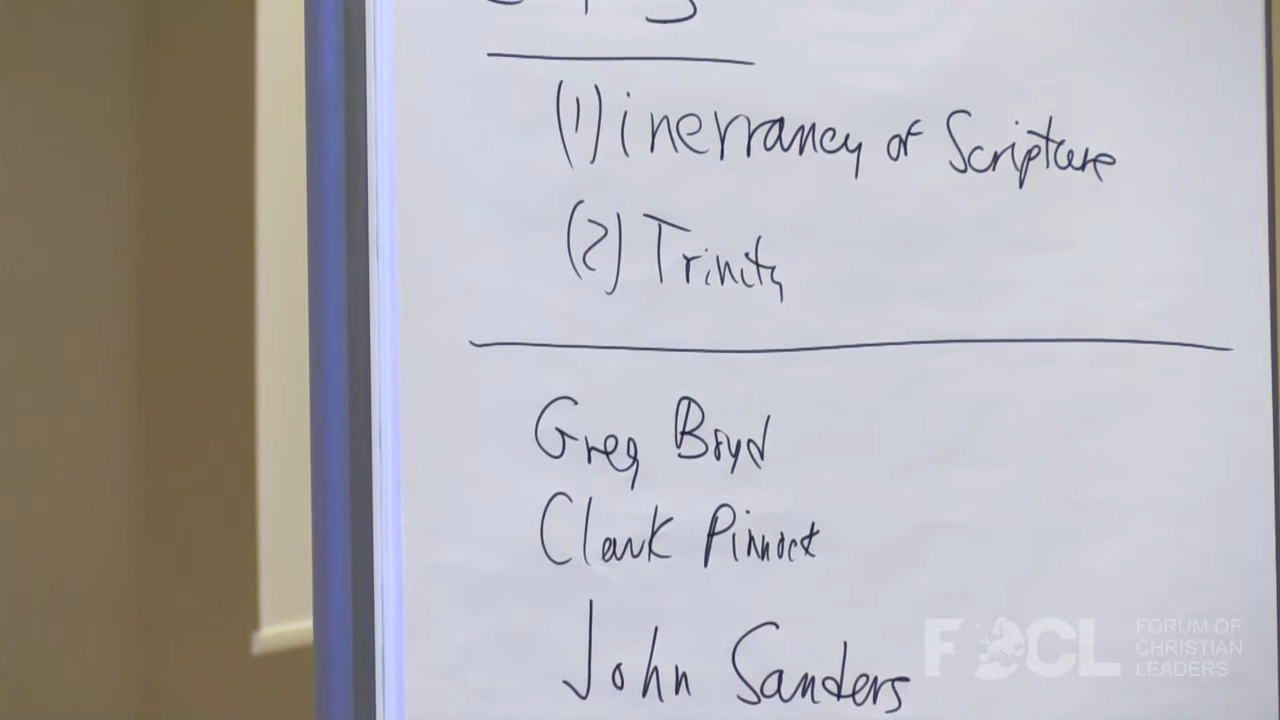 (1) inerrancy of Scripture
(2) Trinity
Greg Boyd
Clark Pinnock
John Sanders
FOCL
FORUM OF
CHRISTIAN
LEADERS